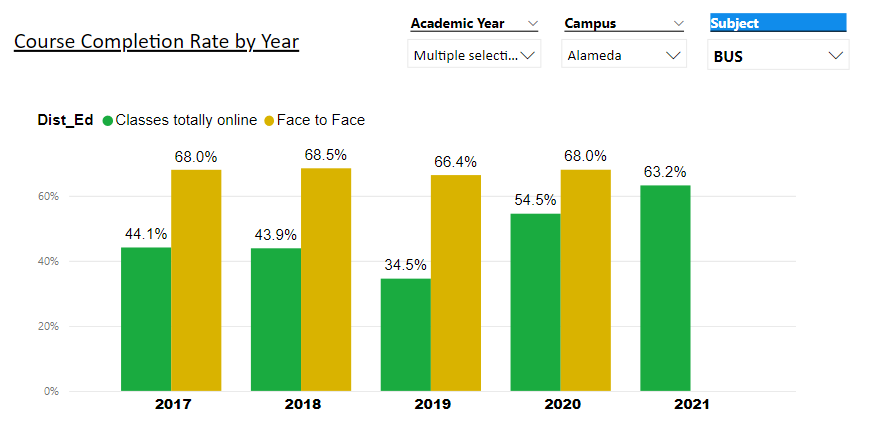 Course Completion Rate by Year
Academic Year
Campus
Subject
Multiple selecti...
Alameda
BUS
Dist_Ed Classes totally online Face to Face
68.0%
68.5%
66.4%
68.0%
63.2%
44.1%
43.9%
34.5%
54.5%
60%
40%
20%
0%
2017 2018 2019 2020 2021